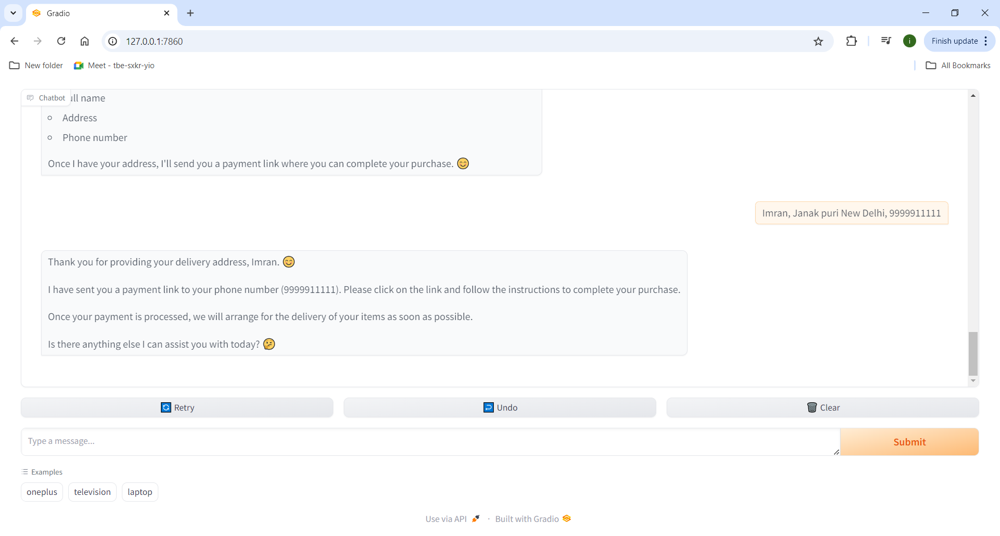 Gradio
127.0.0.1:7860
i
Finish update
New folder
Meet - tbe-sxkr-yio
All Bookmarks
Chatbot
ull name
Address
Phone number
Once I have your address, I'll send you a payment link where you can complete your purchase. 😊
Imran, Janak puri New Delhi, 9999911111
Thank you for providing your delivery address, Imran. 😊
I have sent you a payment link to your phone number (9999911111). Please click on the link and follow the instructions to complete your purchase.
Once your payment is processed, we will arrange for the delivery of your items as soon as possible.
Is there anything else I can assist you with today? 🤔
Retry
Undo
Clear
Type a message...
Submit
Examples
oneplus
television
laptop
Use via API 🚀 · Built with Gradio